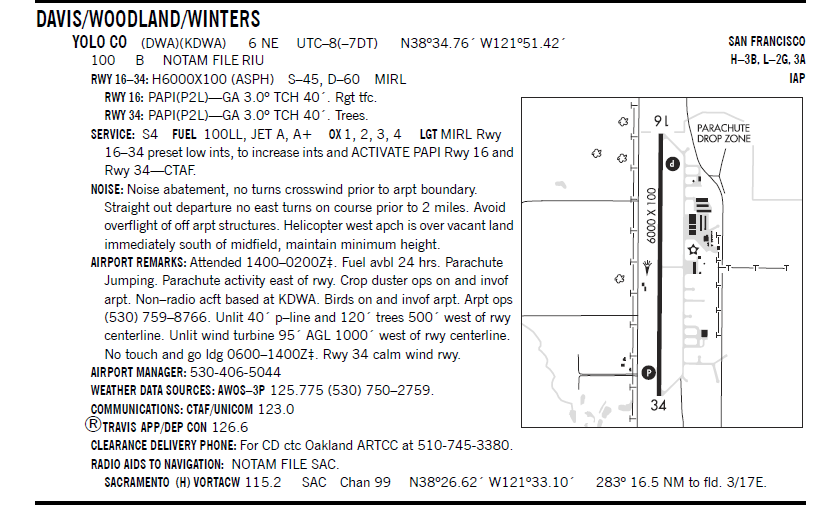 DAVIS/WOODLAND/WINTERS
YOLO CO (DWA)(KDWA) 6 NE UTC–8(–7DT) N38º34.76´ W121º51.42´ SAN FRANCISCO
100 B NOTAM FILE RIU H–3B, L–2G, 3A
RWY 16–34: H6000X100 (ASPH) S–45, D–60 MIRL IAP
RWY 16: PAPI(P2L)—GA 3.0º TCH 40´. Rgt tfc.
RWY 34: PAPI(P2L)—GA 3.0º TCH 40´. Trees.
SERVICE: S4 FUEL 100LL, JET A, A+ OX 1, 2, 3, 4 LGT MIRL Rwy
16–34 preset low ints, to increase ints and ACTIVATE PAPI Rwy 16 and
Rwy 34—CTAF.
NOISE: Noise abatement, no turns crosswind prior to arpt boundary.
Straight out departure no east turns on course prior to 2 miles. Avoid
overflight of off arpt structures. Helicopter west apch is over vacant land
immediately south of midfield, maintain minimum height.
AIRPORT REMARKS: Attended 1400–0200Z‡. Fuel avbl 24 hrs. Parachute
Jumping. Parachute activity east of rwy. Crop duster ops on and invof
arpt. Non–radio acft based at KDWA. Birds on and invof arpt. Arpt ops
(530) 759–8766. Unlit 40´ p–line and 120´ trees 500´ west of rwy
centerline. Unlit wind turbine 95´ AGL 1000´ west of rwy centerline.
No touch and go ldg 0600–1400Z‡. Rwy 34 calm wind rwy.
AIRPORT MANAGER: 530-406-5044
WEATHER DATA SOURCES: AWOS–3P 125.775 (530) 750–2759.
COMMUNICATIONS: CTAF/UNICOM 123.0
Ⓡ TRAVIS APP/DEP CON 126.6
CLEARANCE DELIVERY PHONE: For CD ctc Oakland ARTCC at 510-745-3380.
RADIO AIDS TO NAVIGATION: NOTAM FILE SAC.
SACRAMENTO (H) VORTACW 115.2 SAC Chan 99 N38º26.62´ W121º33.10´ 283º 16.5 NM to fld. 3/17E.
16
PARACHUTE
DROP ZONE
P
6000 X 100
T T T
P
34